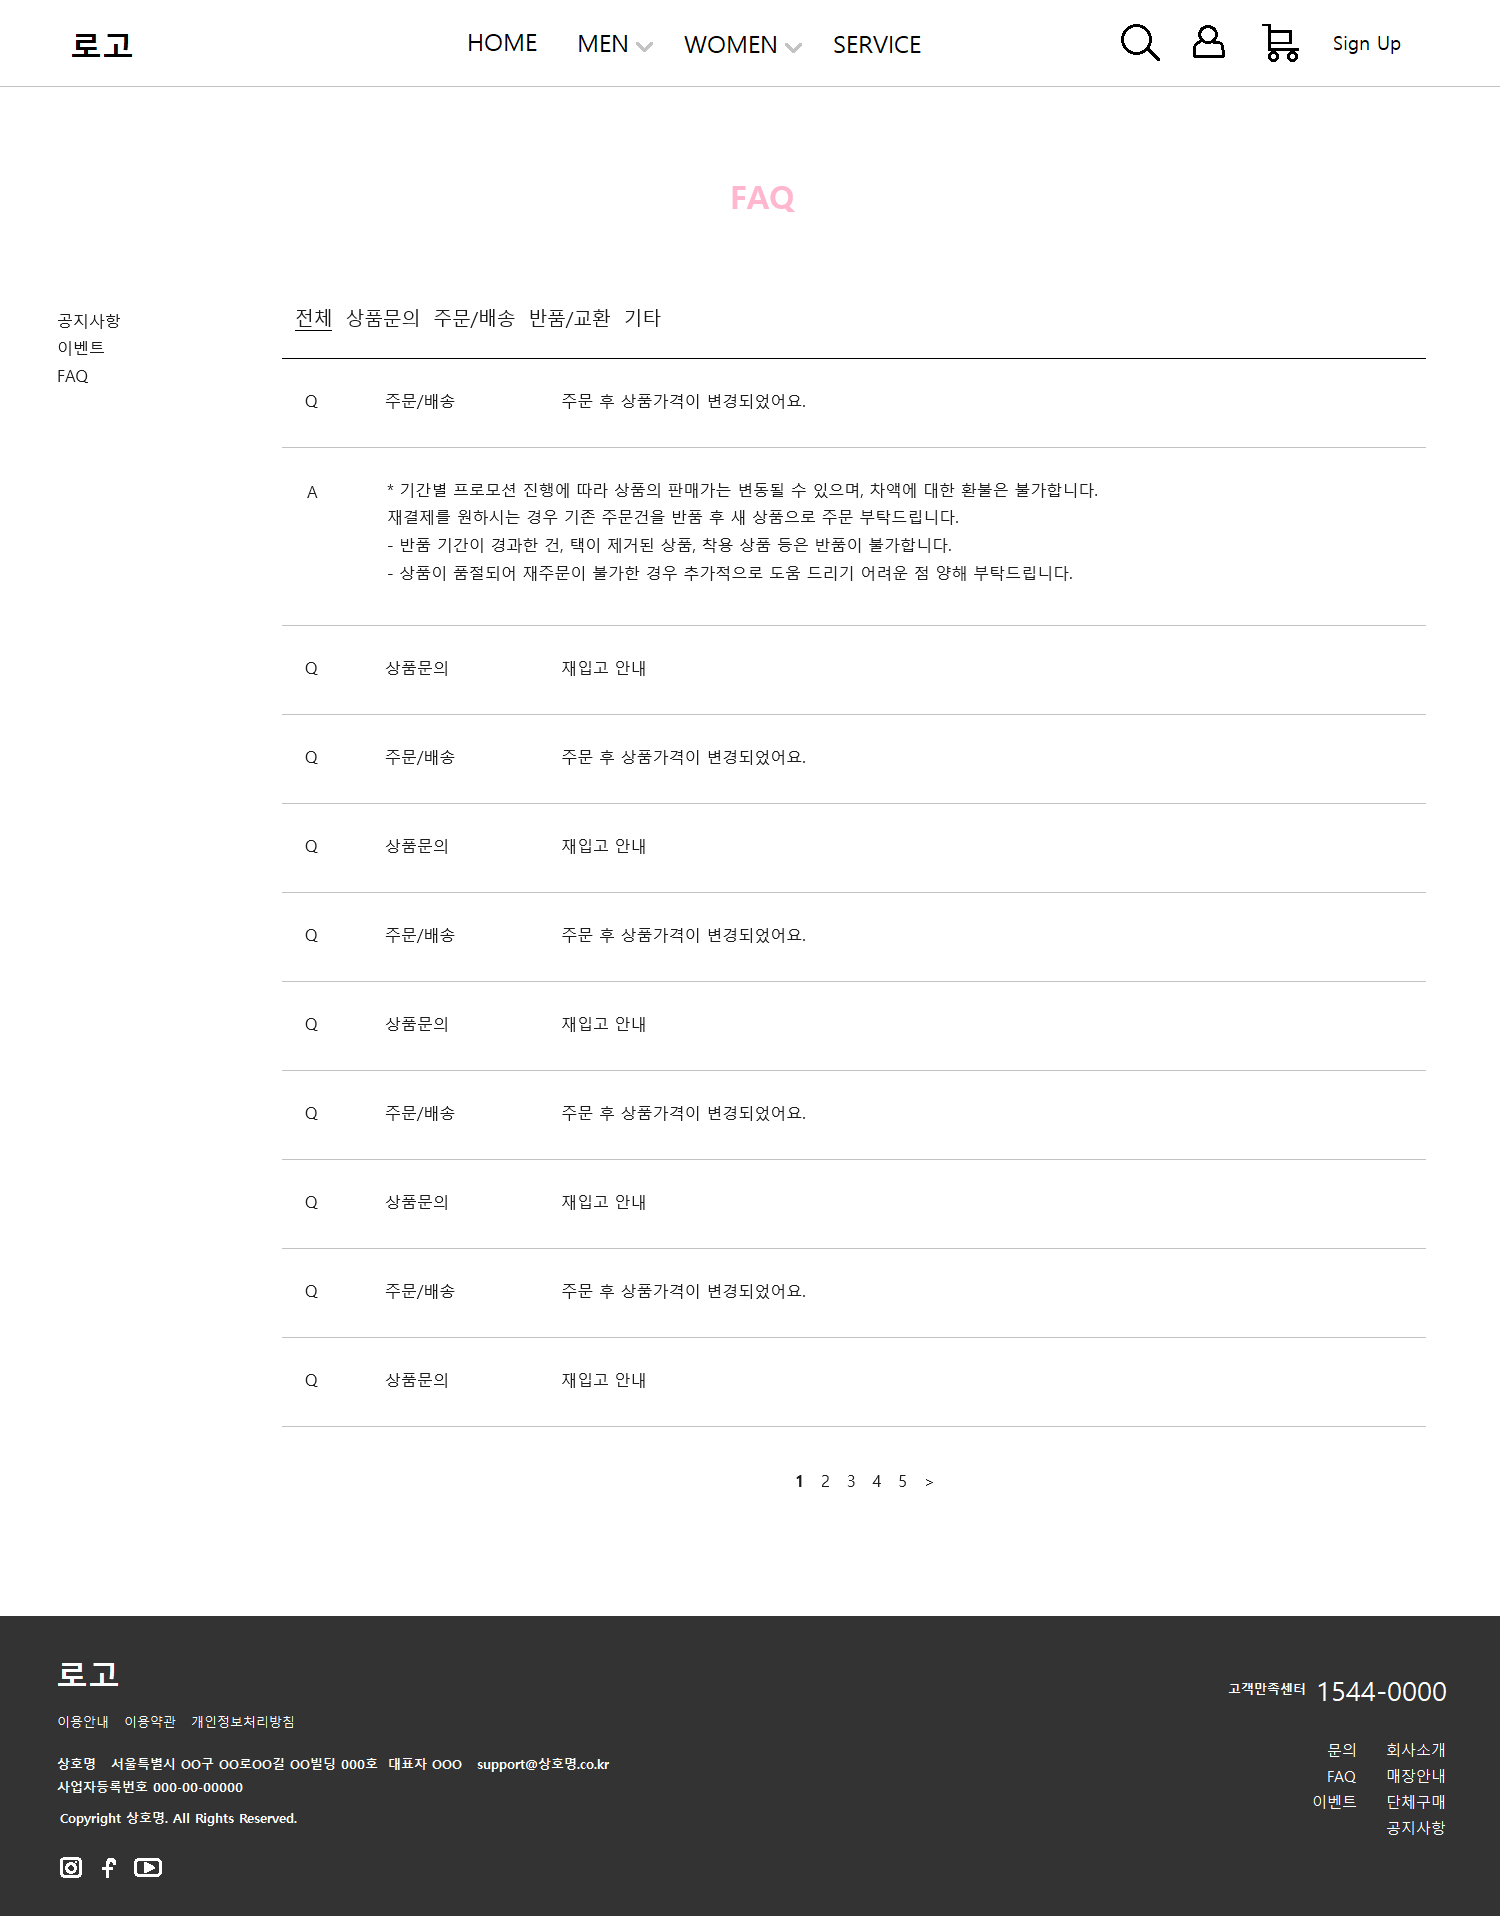 로고
HOME MEN WOMEN SERVICE
Sign Up
FAQ
공지사항
이벤트
FAQ
전체 상품문의 주문/배송 반품/교환 기타
Q 주문/배송 주문 후 상품가격이 변경되었어요.
A * 기간별 프로모션 진행에 따라 상품의 판매가는 변동될 수 있으며, 차액에 대한 환불은 불가합니다.
재결제를 원하시는 경우 기존 주문건을 반품 후 새 상품으로 주문 부탁드립니다.
- 반품 기간이 경과한 건, 택이 제거된 상품, 착용 상품 등은 반품이 불가합니다.
- 상품이 품절되어 재주문이 불가한 경우 추가적으로 도움 드리기 어려운 점 양해 부탁드립니다.
Q 상품문의 재입고 안내
Q 주문/배송 주문 후 상품가격이 변경되었어요.
Q 상품문의 재입고 안내
Q 주문/배송 주문 후 상품가격이 변경되었어요.
Q 상품문의 재입고 안내
Q 주문/배송 주문 후 상품가격이 변경되었어요.
Q 상품문의 재입고 안내
Q 주문/배송 주문 후 상품가격이 변경되었어요.
Q 상품문의 재입고 안내
1 2 3 4 5 >
로고
이용안내 이용약관 개인정보처리방침
상호명 서울특별시 OO구 OO로OO길 OO빌딩 000호 대표자 OOO support@상호명.co.kr
사업자등록번호 000-00-00000
Copyright 상호명. All Rights Reserved.
고객만족센터 1544-0000
문의 회사소개
FAQ 매장안내
이벤트 단체구매
공지사항